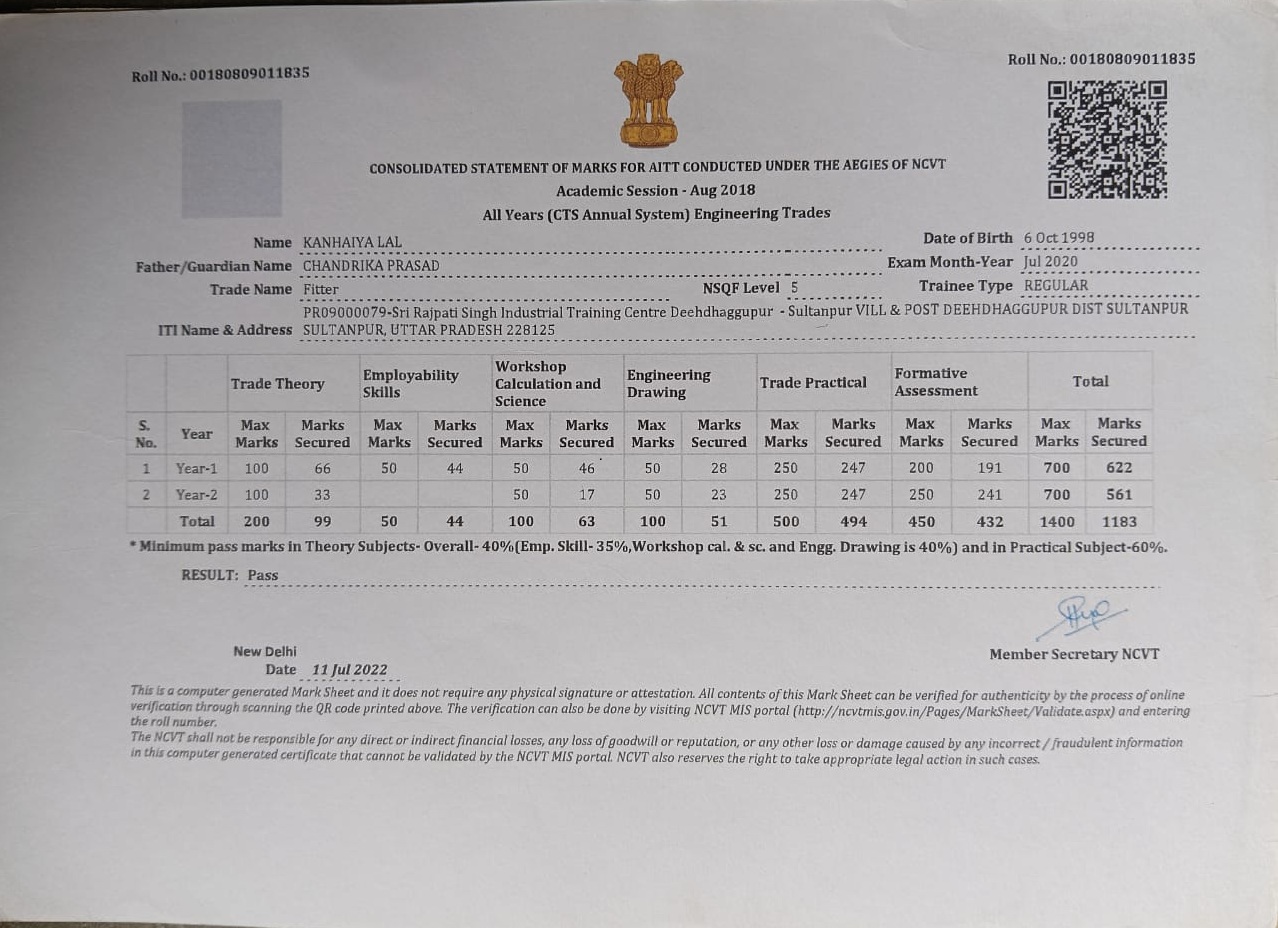 Roll No.: 00180809011835
Roll No.: 00180809011835
CONSOLIDATED STATEMENT OF MARKS FOR AITT CONDUCTED UNDER THE AEGIES OF NCVT
Academic Session - Aug 2018
All Years (CTS Annual System) Engineering Trades
Name KANHAIYA LAL Date of Birth 6 Oct 1998
Father/Guardian Name CHANDRIKA PRASAD Exam Month-Year Jul 2020
Trade Name Fitter NSQF Level 5 Trainee Type REGULAR
PR09000079-Sri Rajpati Singh Industrial Training Centre Deehdhaggupur - Sultanpur VILL & POST DEEHDHAGGUPUR DIST SULTANPUR
ITI Name & Address SULTANPUR, UTTAR PRADESH 228125
Trade Theory Employability Skills Workshop Calculation and Science Engineering Drawing Trade Practical Formative Assessment Total
S. No. Year Max Marks Marks Secured Max Marks Marks Secured Max Marks Marks Secured Max Marks Marks Secured Max Marks Marks Secured Max Marks Marks Secured Max Marks Marks Secured
1 Year-1 100 66 50 44 50 46 50 28 250 247 200 191 700 622
2 Year-2 100 33 50 17 50 23 250 247 250 241 700 561
Total 200 99 50 44 100 63 100 51 500 494 450 432 1400 1183
* Minimum pass marks in Theory Subjects- Overall- 40%(Emp. Skill- 35%,Workshop cal. & sc. and Engg. Drawing is 40%) and in Practical Subject-60%.
RESULT: Pass
New Delhi
Date 11 Jul 2022
Member Secretary NCVT
This is a computer generated Mark Sheet and it does not require any physical signature or attestation. All contents of this Mark Sheet can be verified for authenticity by the process of online
verification through scanning the QR code printed above. The verification can also be done by visiting NCVT MIS portal (http://ncvtmis.gov.in/Pages/MarkSheet/Validate.aspx) and entering
the roll number.
The NCVT shall not be responsible for any direct or indirect financial losses, any loss of goodwill or reputation, or any other loss or damage caused by any incorrect / fraudulent information
in this computer generated certificate that cannot be validated by the NCVT MIS portal. NCVT also reserves the right to take appropriate legal action in such cases.